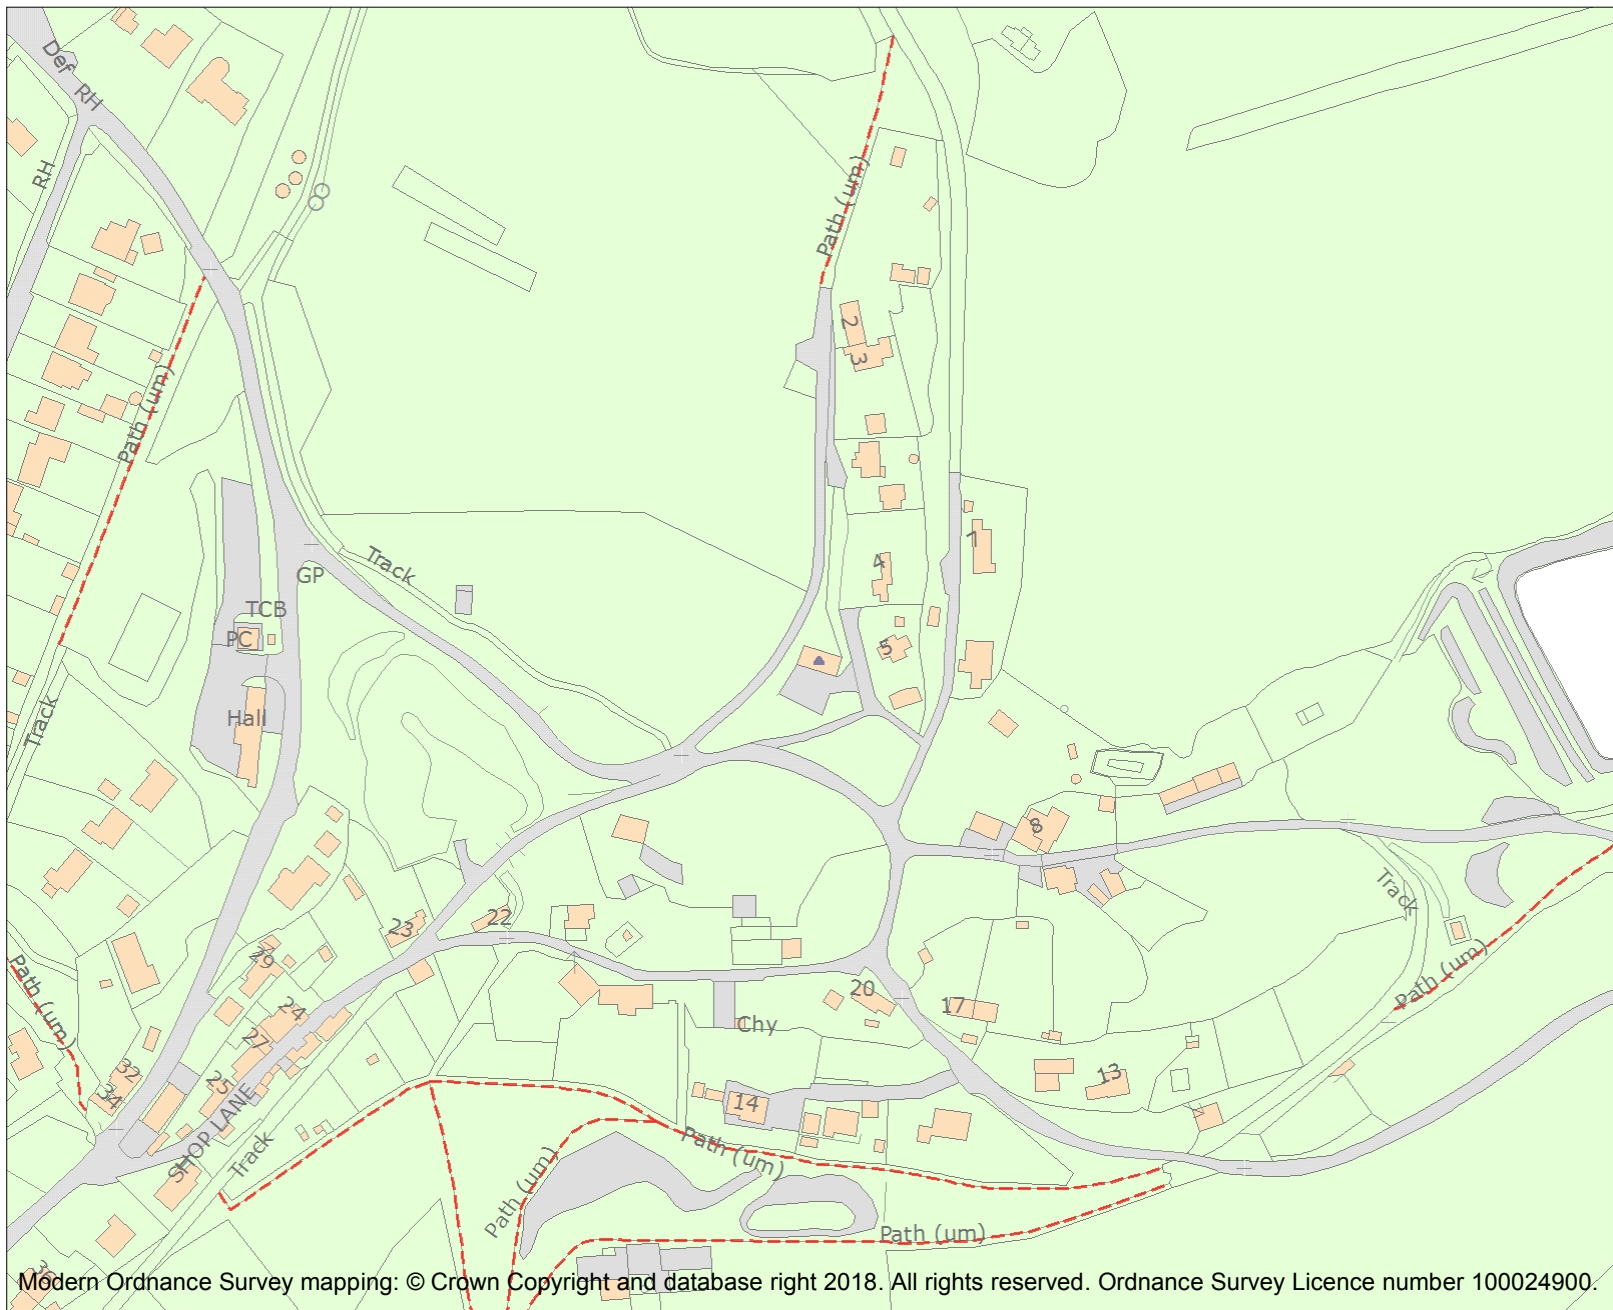 Def
RH
RH
Path (um)
2
3
Path (um)
4
7
Track
GP
TCB
PC
5
Hall
Track
8
Track
22
23
29
Path (um)
Path (um)
20
17
24
Chy
27
32
34
25
14
13
SHOP LANE
Track
Path (um)
Path (um)
Path (um)
Modern Ordnance Survey mapping: © Crown Copyright and database right 2018. All rights reserved. Ordnance Survey Licence number 100024900.